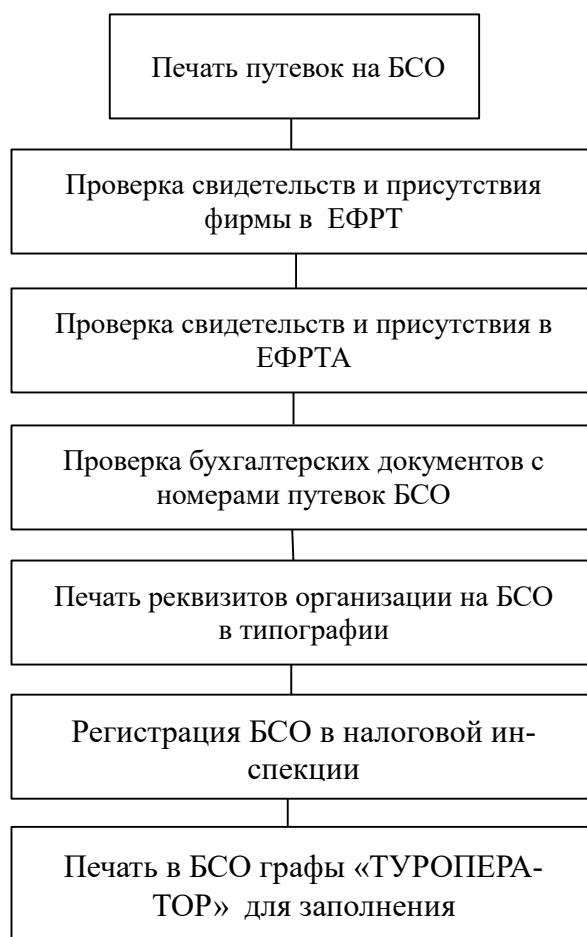 Печать путевок на БСО
Проверка свидетельств и присутствия
фирмы в ЕФРТ
Проверка свидетельств и присутствия в
ЕФРТА
Проверка бухгалтерских документов с
номерами путевок БСО
Печать реквизитов организации на БСО
в типографии
Регистрация БСО в налоговой ин-
спекции
Печать в БСО графы «ТУРОПЕРА-
ТОР» для заполнения